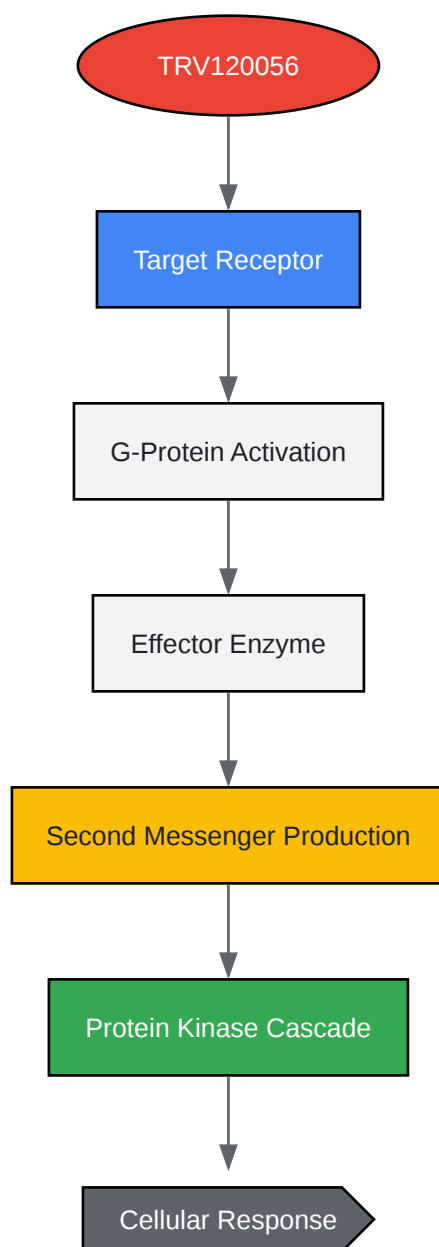 TRV120056
Target Receptor
G-Protein Activation
Effector Enzyme
Second Messenger Production
Protein Kinase Cascade
Cellular Response